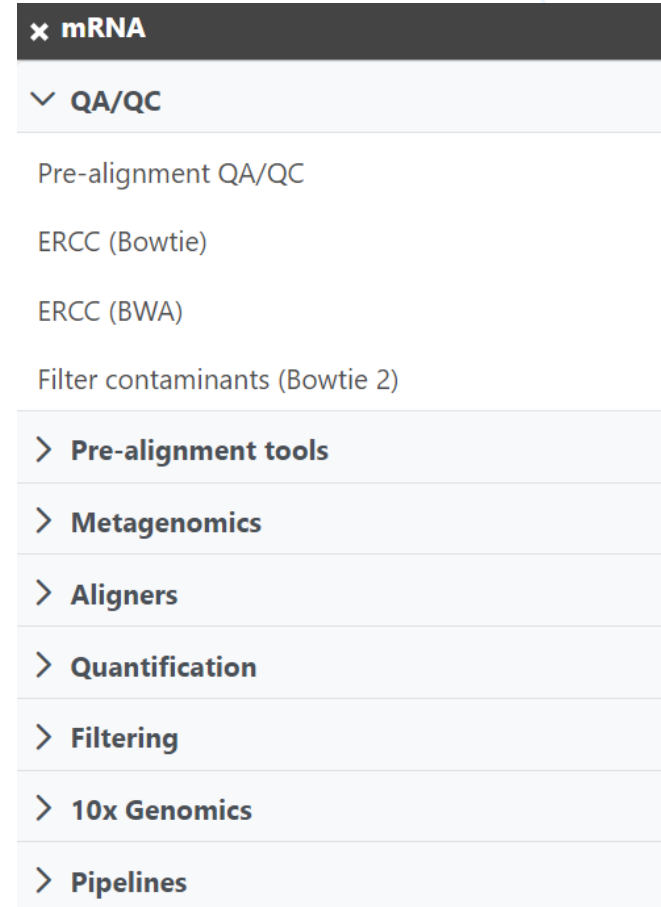 × mRNA
QA/QC
Pre-alignment QA/QC
ERCC (Bowtie)
ERCC (BWA)
Filter contaminants (Bowtie 2)
Pre-alignment tools
Metagenomics
Aligners
Quantification
Filtering
10x Genomics
Pipelines